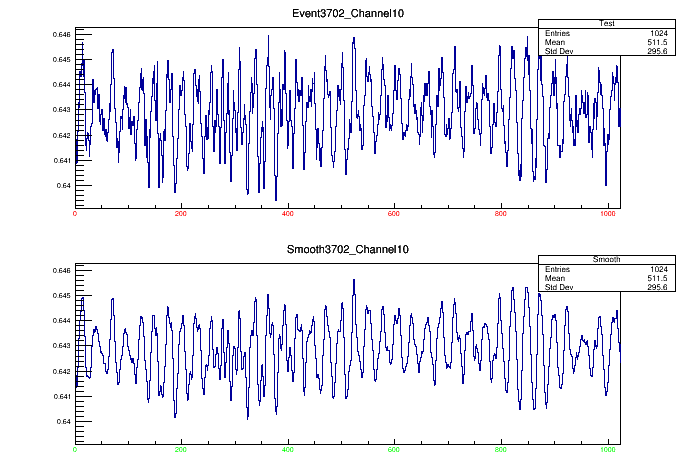 Event3702_Channel10
Test
Entries 1024
Mean 511.5
Std Dev 295.6
0.646
0.645
0.644
0.643
0.642
0.641
0.64
0 200 400 600 800 1000
Smooth3702_Channel10
Smooth
Entries 1024
Mean 511.5
Std Dev 295.6
0.646
0.645
0.644
0.643
0.642
0.641
0.64
0 200 400 600 800 1000